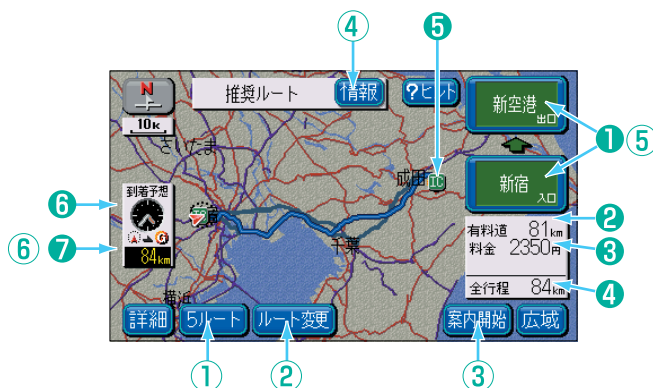 ④
❺
N
推奨ルート
情報
?ヒント
新空港
出口
10K
さいたま
❶
⑤
成田
IC
新宿
入口
到着予想
❻
有料道 81km
❷
料金 2350円
❸
⑥
❼
G
84km
千葉
全行程 84km
❹
横浜
詳細
5ルート
ルート変更
案内開始
広域
①
②
③